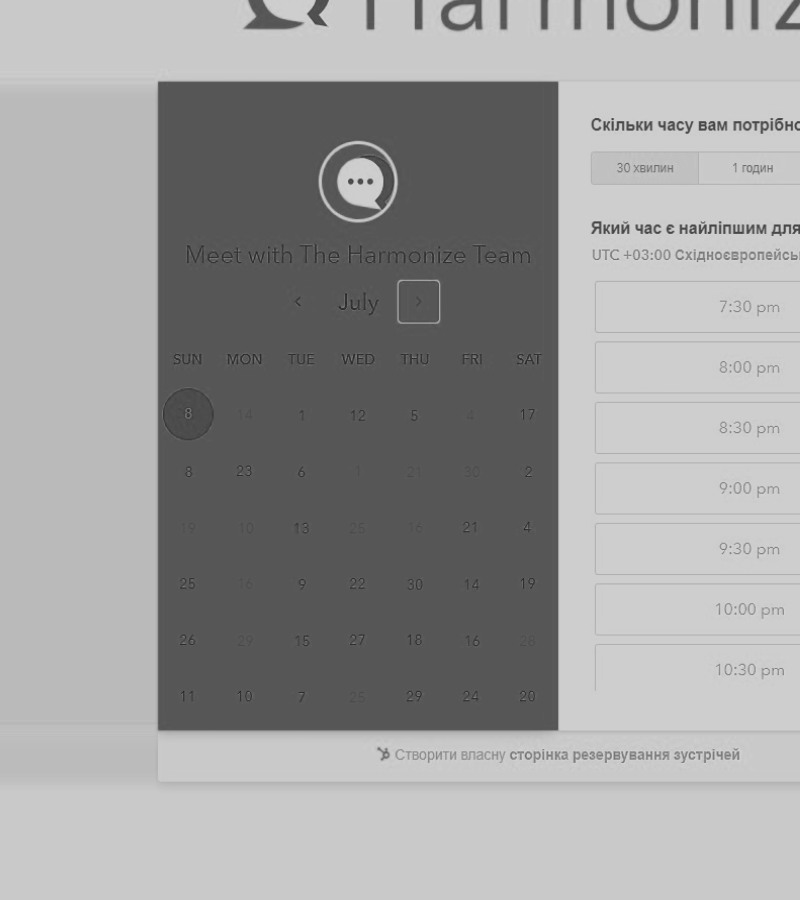 Harmoniz
Meet with The Harmonize Team
July
SUN MON TUE WED THU FRI SAT
8 14 1 12 5 4 17
8 23 6 1 21 30 2
19 10 13 25 16 21 4
25 16 9 22 30 14 19
26 29 15 27 18 16 28
11 10 7 25 29 24 20
Скільки часу вам потрібно
30 хвилин 1 годин
Який час є найліпшим для
UTC +03:00 Східноєвропейсь
7:30 pm
8:00 pm
8:30 pm
9:00 pm
9:30 pm
10:00 pm
10:30 pm
Створити власну сторінка резервування зустрічей